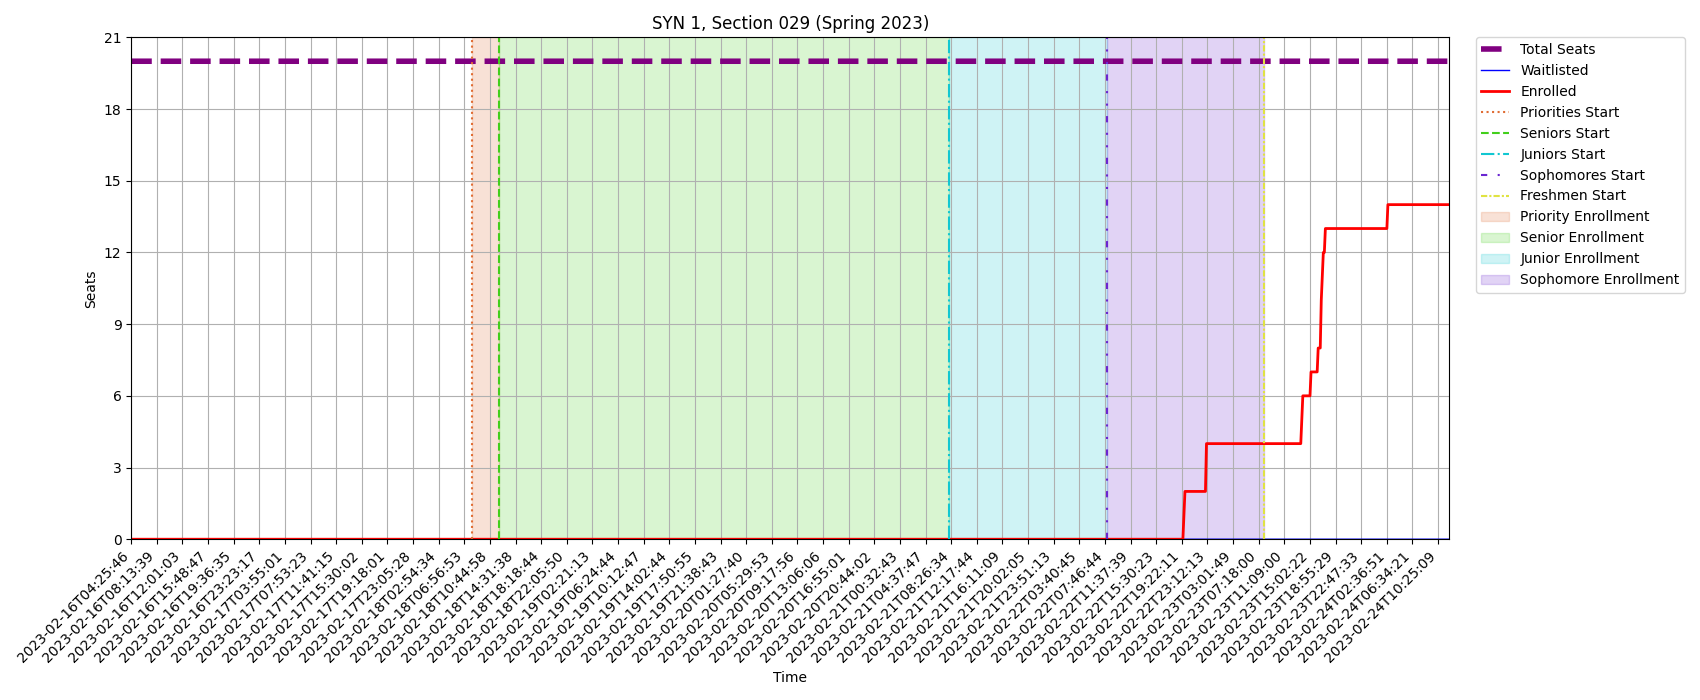 SYN 1, Section 029 (Spring 2023)
21
18
15
12
9
6
3
0
Seats
2023-02-16T04:25:46
2023-02-16T08:13:39
2023-02-16T12:01:03
2023-02-16T15:48:47
2023-02-16T19:36:35
2023-02-16T23:23:17
2023-02-17T03:55:01
2023-02-17T07:53:23
2023-02-17T11:41:15
2023-02-17T15:30:02
2023-02-17T19:18:01
2023-02-17T23:05:28
2023-02-18T02:54:34
2023-02-18T06:56:53
2023-02-18T10:44:58
2023-02-18T14:31:38
2023-02-18T18:18:44
2023-02-18T22:05:50
2023-02-19T02:21:13
2023-02-19T06:24:44
2023-02-19T10:12:47
2023-02-19T14:02:44
2023-02-19T17:50:55
2023-02-19T21:38:43
2023-02-20T01:27:40
2023-02-20T05:29:53
2023-02-20T09:17:56
2023-02-20T13:06:06
2023-02-20T16:55:01
2023-02-20T20:44:02
2023-02-21T00:32:43
2023-02-21T04:37:47
2023-02-21T08:26:34
2023-02-21T12:17:44
2023-02-21T16:11:09
2023-02-21T20:02:05
2023-02-21T23:51:13
2023-02-22T03:40:45
2023-02-22T07:46:44
2023-02-22T11:37:39
2023-02-22T15:30:23
2023-02-22T19:22:11
2023-02-22T23:12:13
2023-02-23T03:01:49
2023-02-23T07:18:00
2023-02-23T11:09:00
2023-02-23T15:02:22
2023-02-23T18:55:29
2023-02-23T22:47:33
2023-02-24T02:36:51
2023-02-24T06:34:21
2023-02-24T10:25:09
Time
Total Seats
Waitlisted
Enrolled
Priorities Start
Seniors Start
Juniors Start
Sophomores Start
Freshmen Start
Priority Enrollment
Senior Enrollment
Junior Enrollment
Sophomore Enrollment